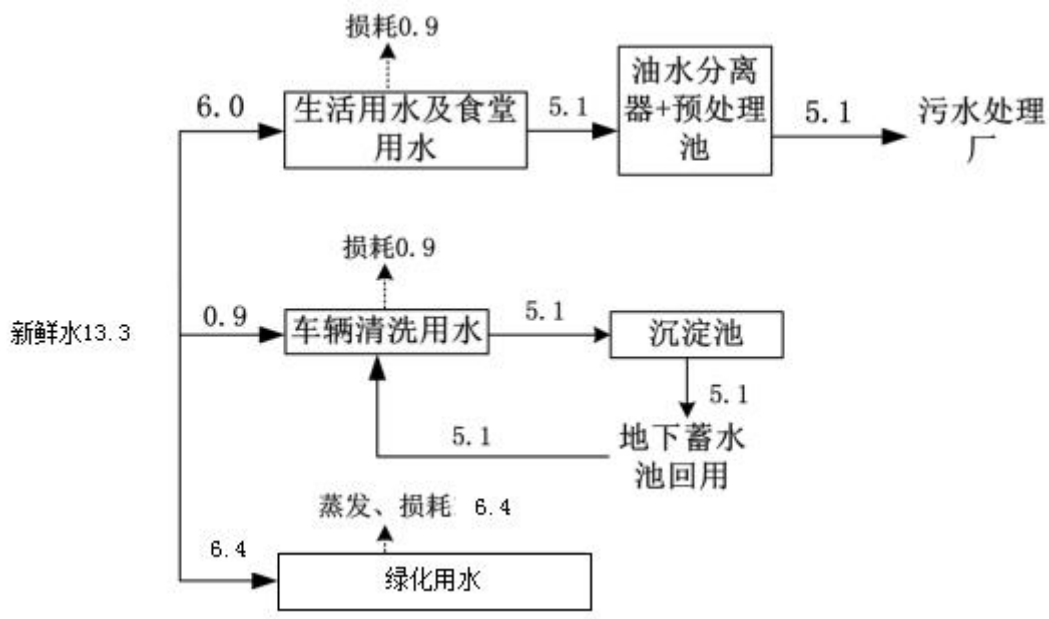 损耗0.9
6.0
生活用水及食堂
用水
5.1
油水分离
器+预处理
池
5.1
污水处理
厂
损耗0.9
新鲜水13.3
0.9
车辆清洗用水
5.1
沉淀池
5.1
地下蓄水
池回用
5.1
蒸发、损耗 6.4
6.4
绿化用水